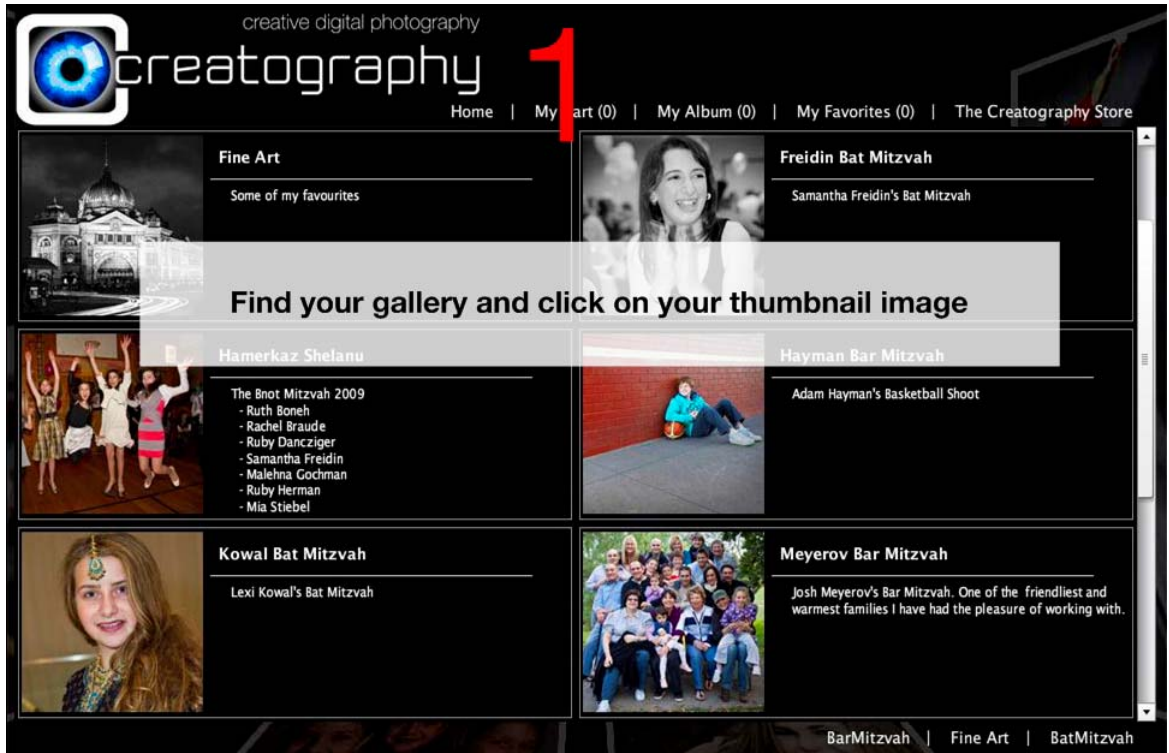 creative digital photography
creatography
1
Home | My Cart (0) | My Album (0) | My Favorites (0) | The Creatography Store
Fine Art
Some of my favourites
Freidin Bat Mitzvah
Samantha Freidin's Bat Mitzvah
Find your gallery and click on your thumbnail image
Hamerkaz Shelanu
The Bnot Mitzvah 2009
- Ruth Boneh
- Rachel Braude
- Ruby Dancziger
- Samantha Freidin
- Malehna Gochman
- Ruby Herman
- Mia Stiebel
Hayman Bar Mitzvah
Adam Hayman's Basketball Shoot
Kowal Bat Mitzvah
Lexi Kowal's Bat Mitzvah
Meyerov Bar Mitzvah
Josh Meyerov's Bar Mitzvah. One of the friendliest and
warmest families I have had the pleasure of working with.
BarMitzvah | Fine Art | BatMitzvah